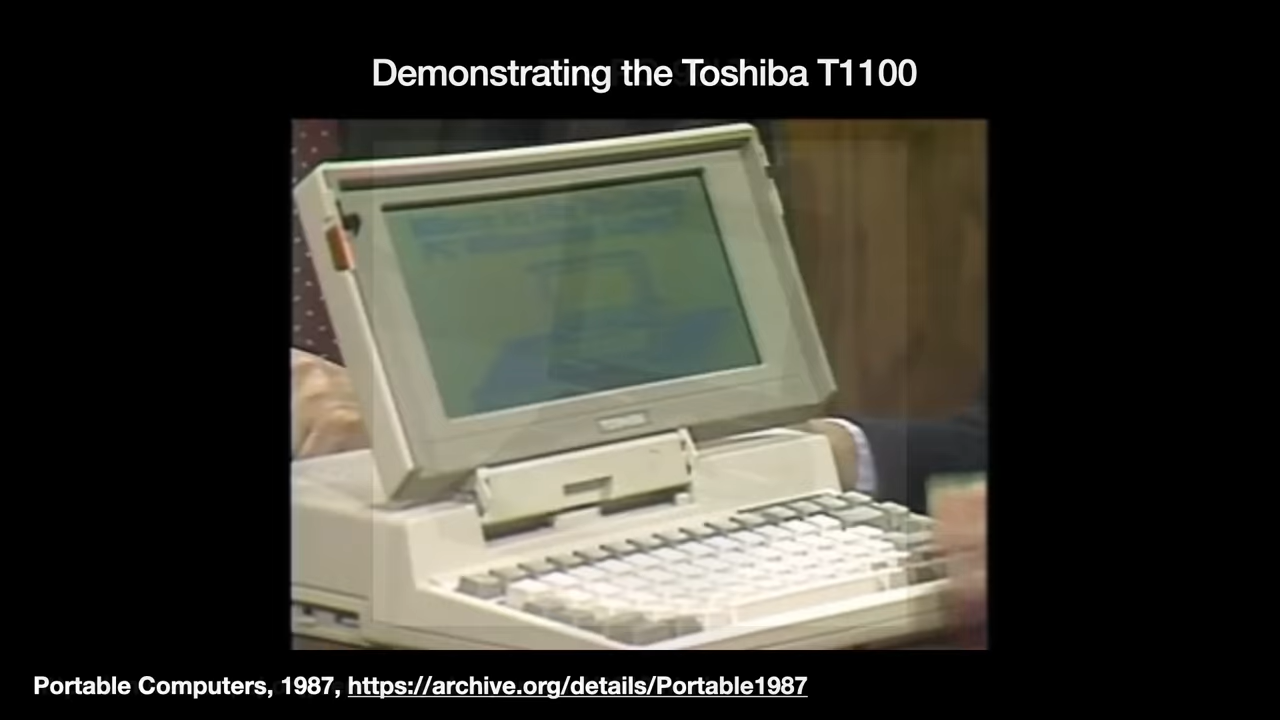 Demonstrating the Toshiba T1100
Portable Computers, 1987, https://archive.org/details/Portable1987